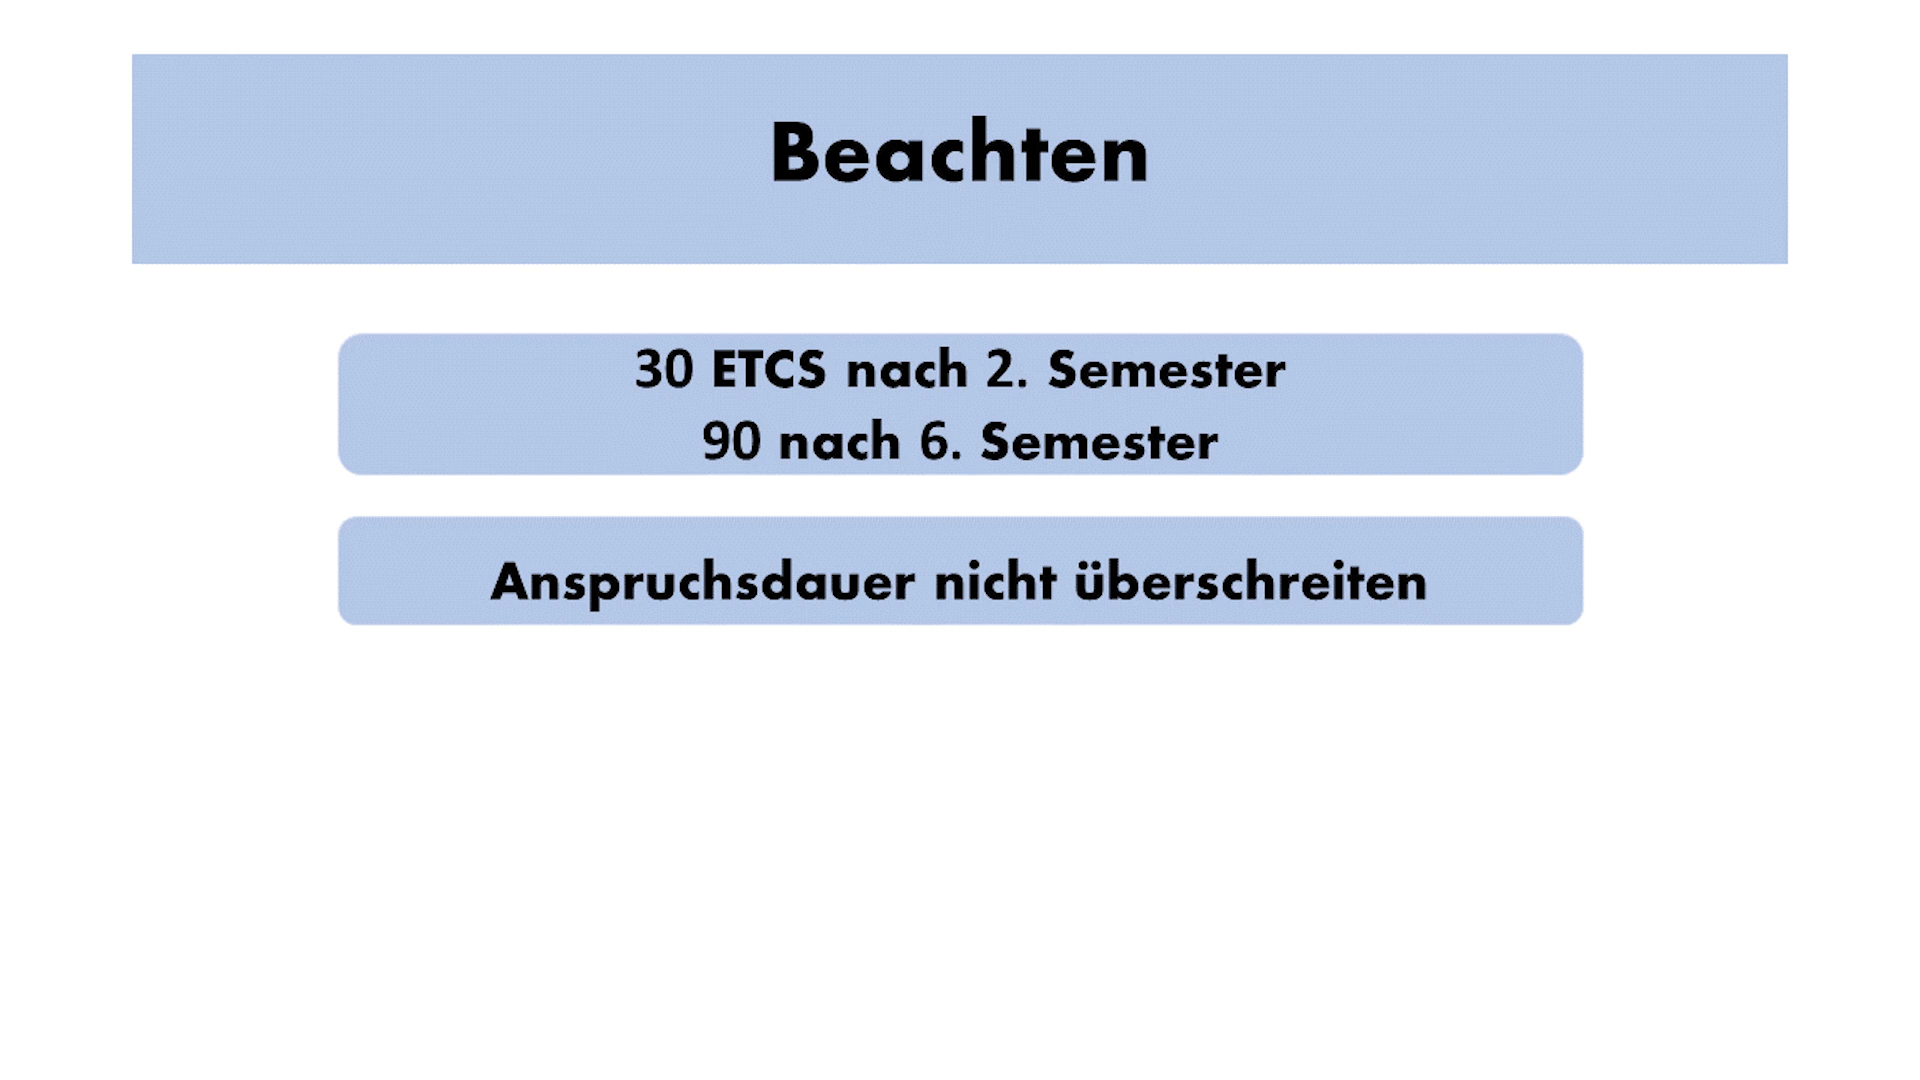 Beachten
30 ETCS nach 2. Semester
90 nach 6. Semester
Anspruchsdauer nicht überschreiten